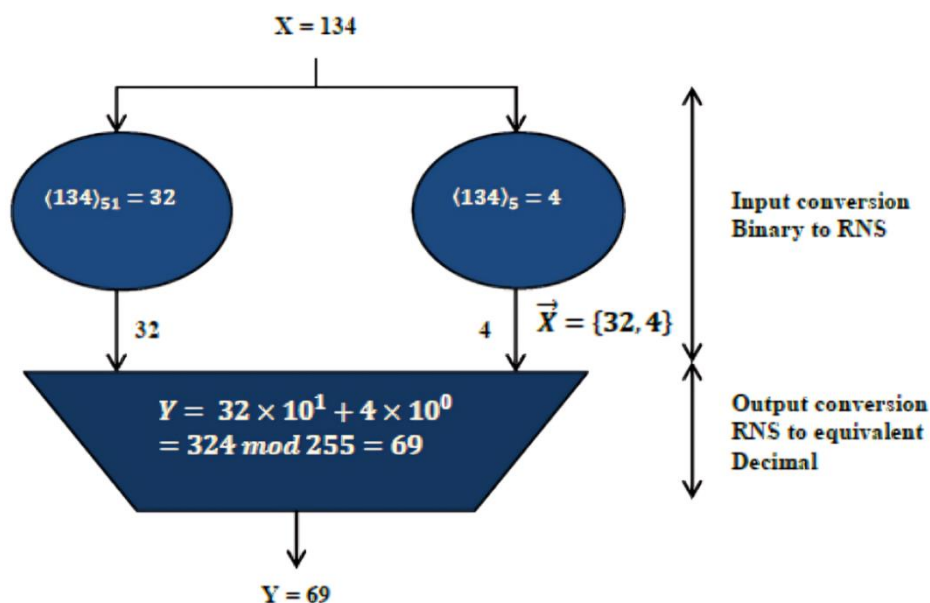 X = 134
⟨134⟩₅₁ = 32
⟨134⟩₅ = 4
Input conversion
Binary to RNS
32
4
X⃗ = {32, 4}
Y = 32 × 10¹ + 4 × 10⁰
= 324 mod 255 = 69
Output conversion
RNS to equivalent
Decimal
Y = 69